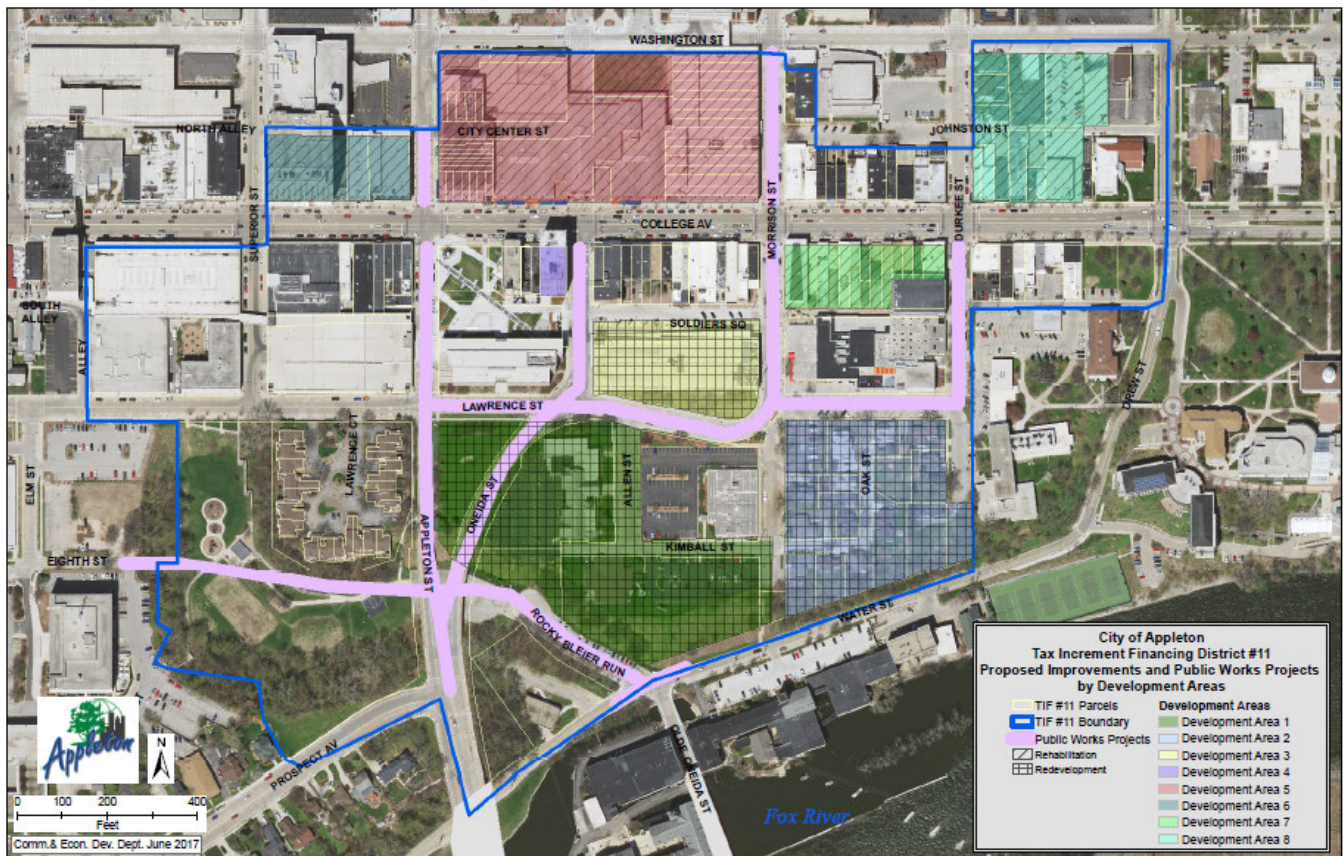 WASHINGTON ST
NORTH ALLEY
CITY CENTER ST
JOHNSTON ST
SUPERIOR ST
MORRISON ST
DURKEE ST
COLLEGE AV
SOUTH
ALLEY
ALLEY
SOLDIERS SQ
LAWRENCE ST
DREW ST
ELM ST
LAWRENCE CT
ONEIDA ST
ALLEN ST
OAK ST
APPLETON ST
KIMBALL ST
EIGHTH ST
ROCKY BLEIER RUN
WATER ST
PROSPECT AV
OLDE ONEIDA ST
Fox River
Appleton
N
0 100 200 400
Feet
Comm.& Econ. Dev. Dept. June 2017
City of Appleton
Tax Increment Financing District #11
Proposed Improvements and Public Works Projects
by Development Areas
TIF #11 Parcels
TIF #11 Boundary
Public Works Projects
Rehabilitation
Redevelopment
Development Areas
Development Area 1
Development Area 2
Development Area 3
Development Area 4
Development Area 5
Development Area 6
Development Area 7
Development Area 8